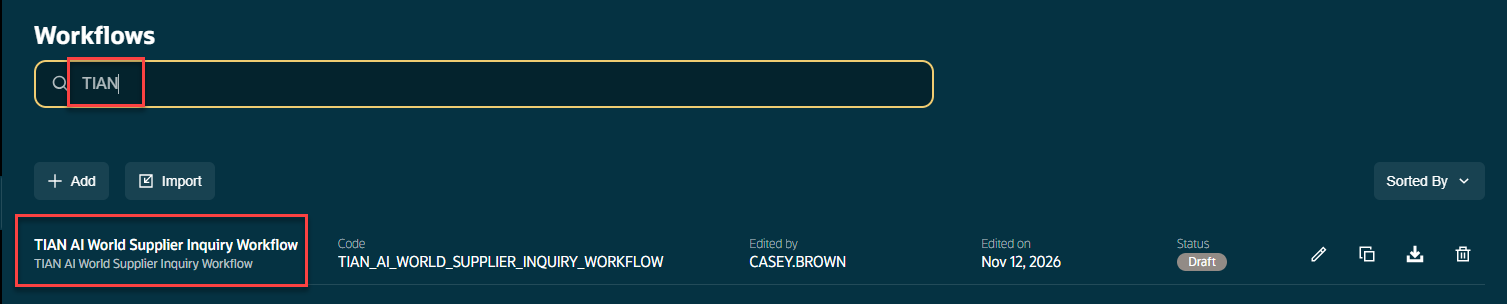 Workflows
TIAN
Add
Import
Sorted By
TIAN AI World Supplier Inquiry Workflow
TIAN AI World Supplier Inquiry Workflow
Code
TIAN_AI_WORLD_SUPPLIER_INQUIRY_WORKFLOW
Edited by
CASEY.BROWN
Edited on
Nov 12, 2026
Status
Draft